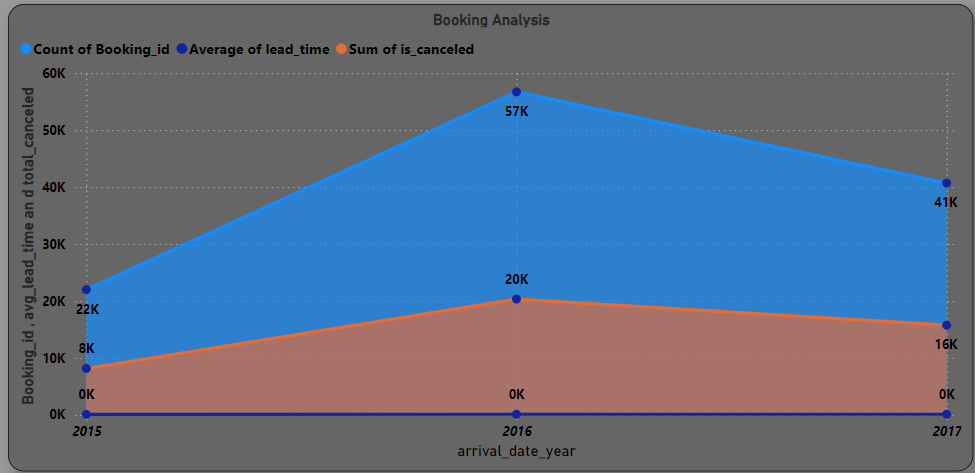 Booking Analysis
Count of Booking_id Average of lead_time Sum of is_canceled
Booking_id , avg_lead_time an d total_canceled
60K
50K
40K
30K
20K
10K
0K
22K
8K
0K
57K
20K
0K
41K
16K
0K
2015 2016 2017
arrival_date_year